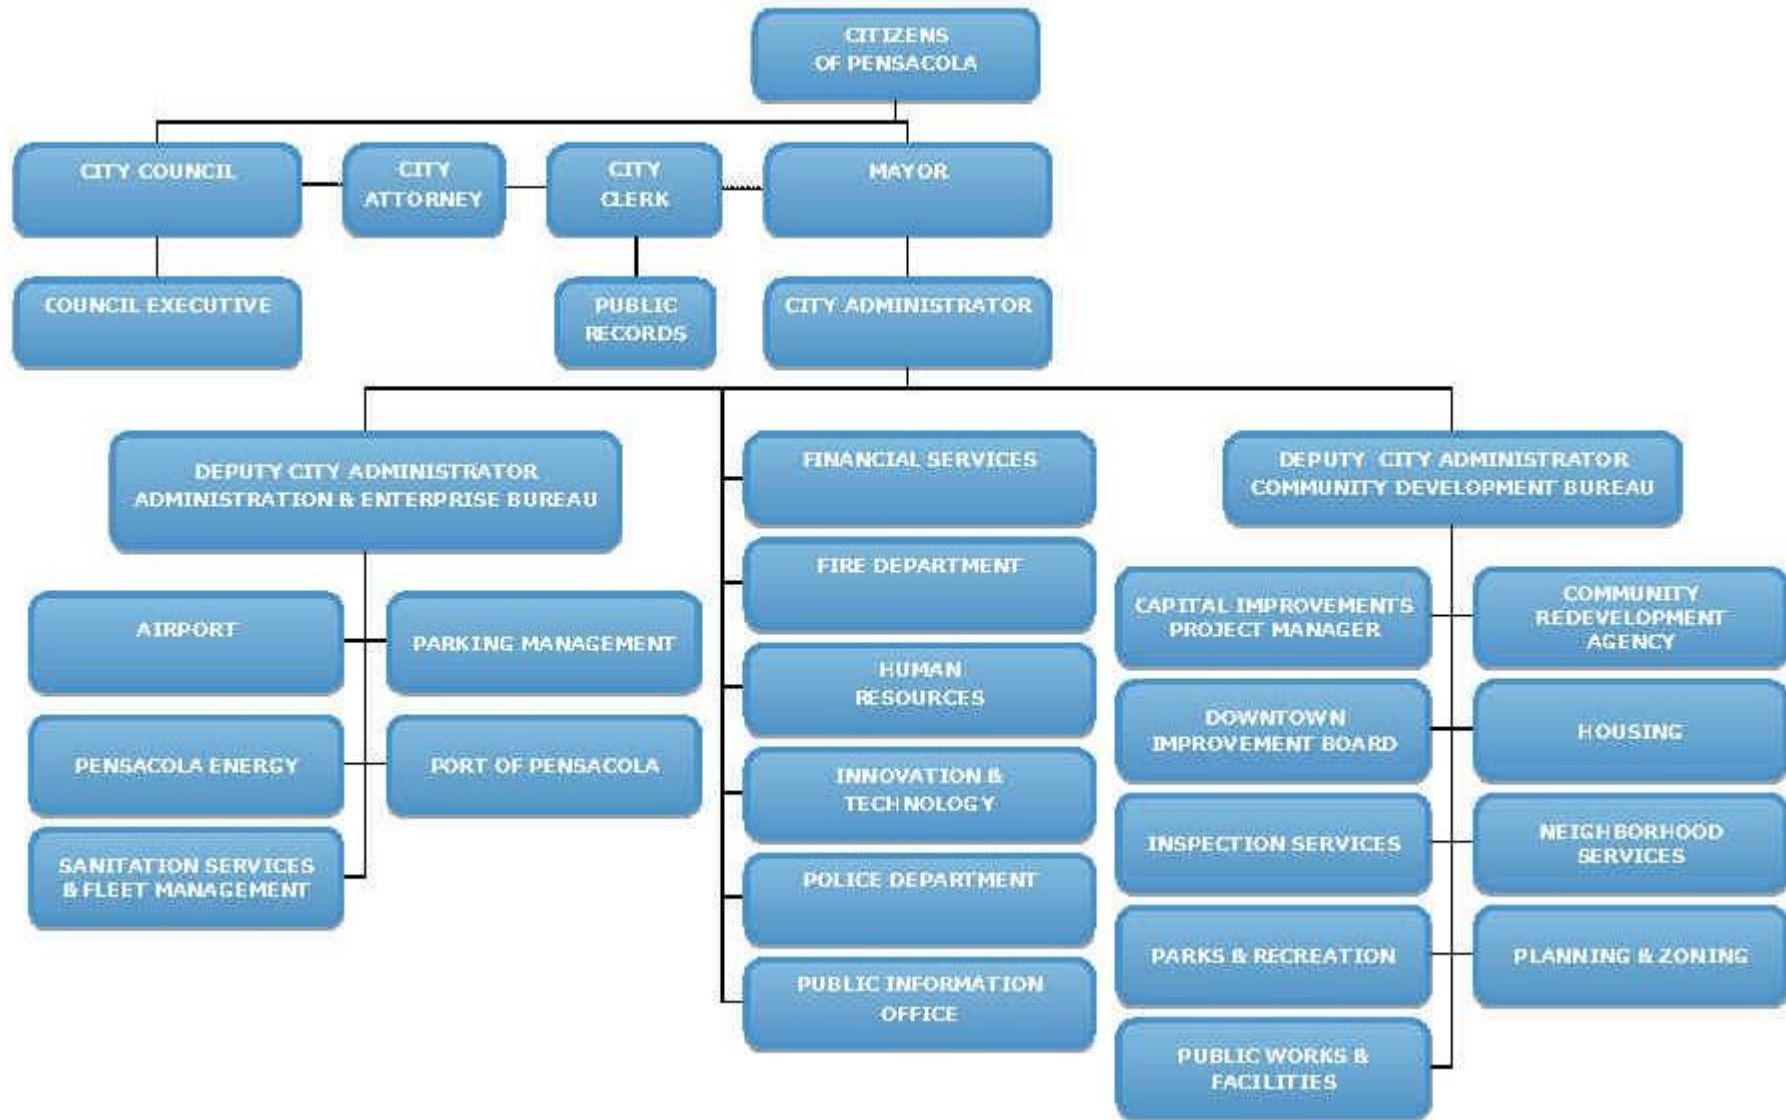 CITIZENS
OF PENSACOLA
CITY COUNCIL
CITY
ATTORNEY
CITY
CLERK
MAYOR
COUNCIL EXECUTIVE
PUBLIC
RECORDS
CITY ADMINISTRATOR
DEPUTY CITY ADMINISTRATOR
ADMINISTRATION & ENTERPRISE BUREAU
AIRPORT
PARKING MANAGEMENT
PENSACOLA ENERGY
PORT OF PENSACOLA
SANITATION SERVICES
& FLEET MANAGEMENT
FINANCIAL SERVICES
FIRE DEPARTMENT
HUMAN
RESOURCES
INNOVATION &
TECHNOLOGY
POLICE DEPARTMENT
PUBLIC INFORMATION
OFFICE
DEPUTY CITY ADMINISTRATOR
COMMUNITY DEVELOPMENT BUREAU
CAPITAL IMPROVEMENTS
PROJECT MANAGER
COMMUNITY
REDEVELOPMENT
AGENCY
DOWNTOWN
IMPROVEMENT BOARD
HOUSING
INSPECTION SERVICES
NEIGHBORHOOD
SERVICES
PARKS & RECREATION
PLANNING & ZONING
PUBLIC WORKS &
FACILITIES